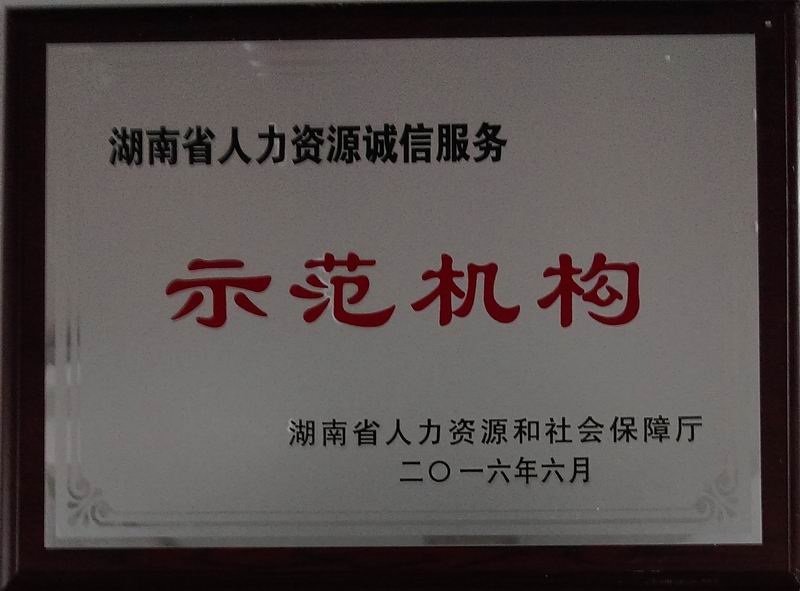 湖南省人力资源诚信服务
示范机构
湖南省人力资源和社会保障厅
二〇一六年六月